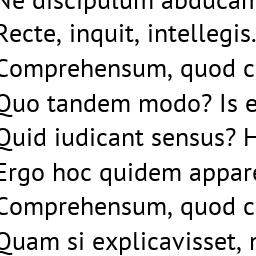 Ne discipulum abducam
Recte, inquit, intellegis.
Comprehensum, quod c
Quo tandem modo? Is e
Quid iudicant sensus? H
Ergo hoc quidem appare
Comprehensum, quod c
Quam si explicavisset,